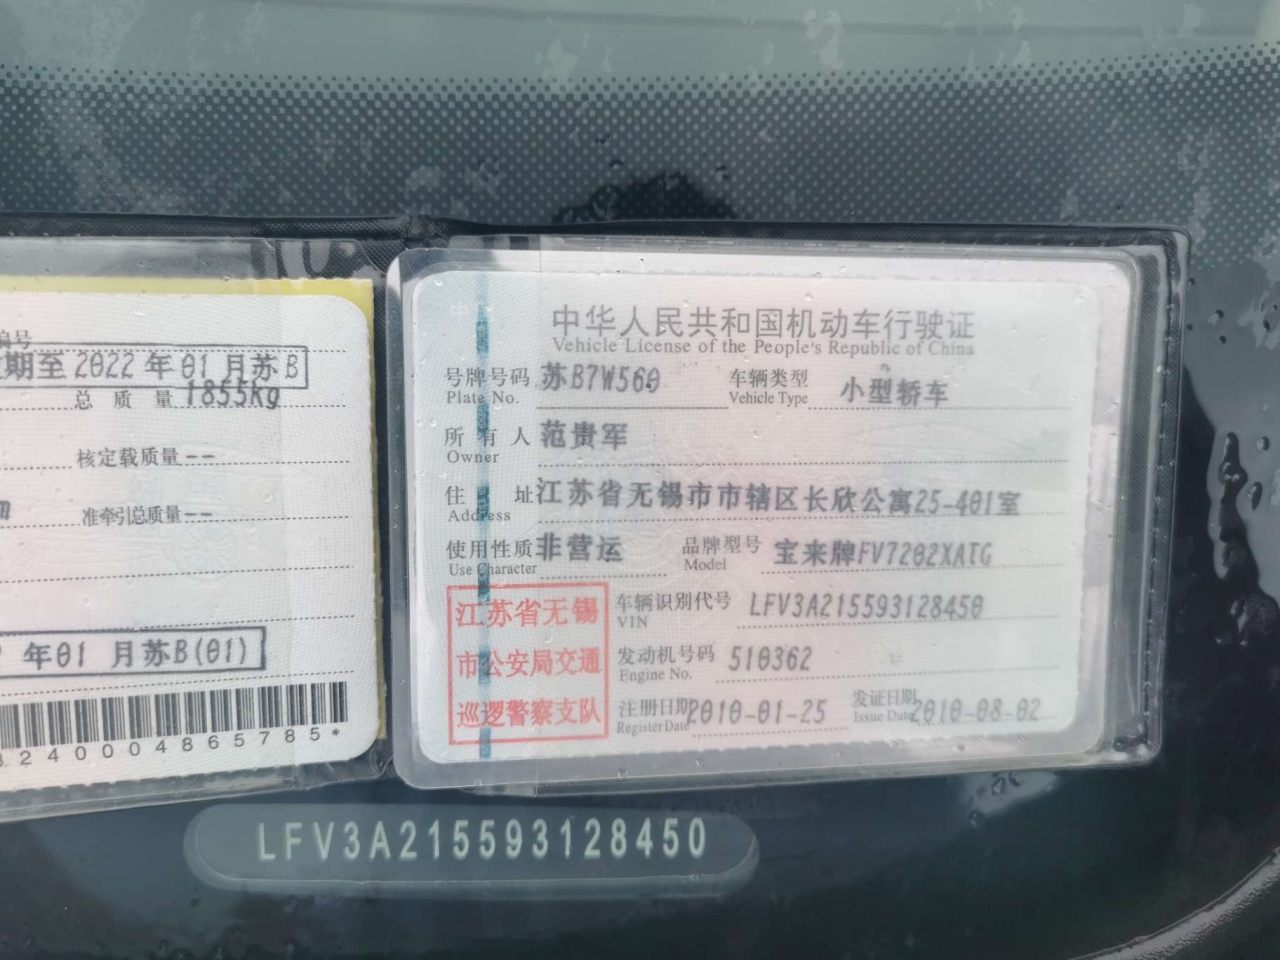 编号
期至2022年01月苏B
总质量 1855kg
核定载质量 --
准牵引总质量 --
年01 月苏B(01)
240004865785*
中华人民共和国机动车行驶证
Vehicle License of the People's Republic of China
号牌号码 苏B7W560 车辆类型 小型轿车
Plate No. Vehicle Type
所有人 范贵军
Owner
住 址 江苏省无锡市市辖区长欣公寓25-401室
Address
使用性质 非营运 品牌型号 宝来牌FV7202XATG
Use Character Model
江苏省无锡
市公安局交通
巡逻警察支队
车辆识别代号 LFV3A215593128450
VIN
发动机号码 510362
Engine No.
注册日期 2010-01-25 发证日期 2010-08-02
Register Date Issue Date
LFV3A215593128450